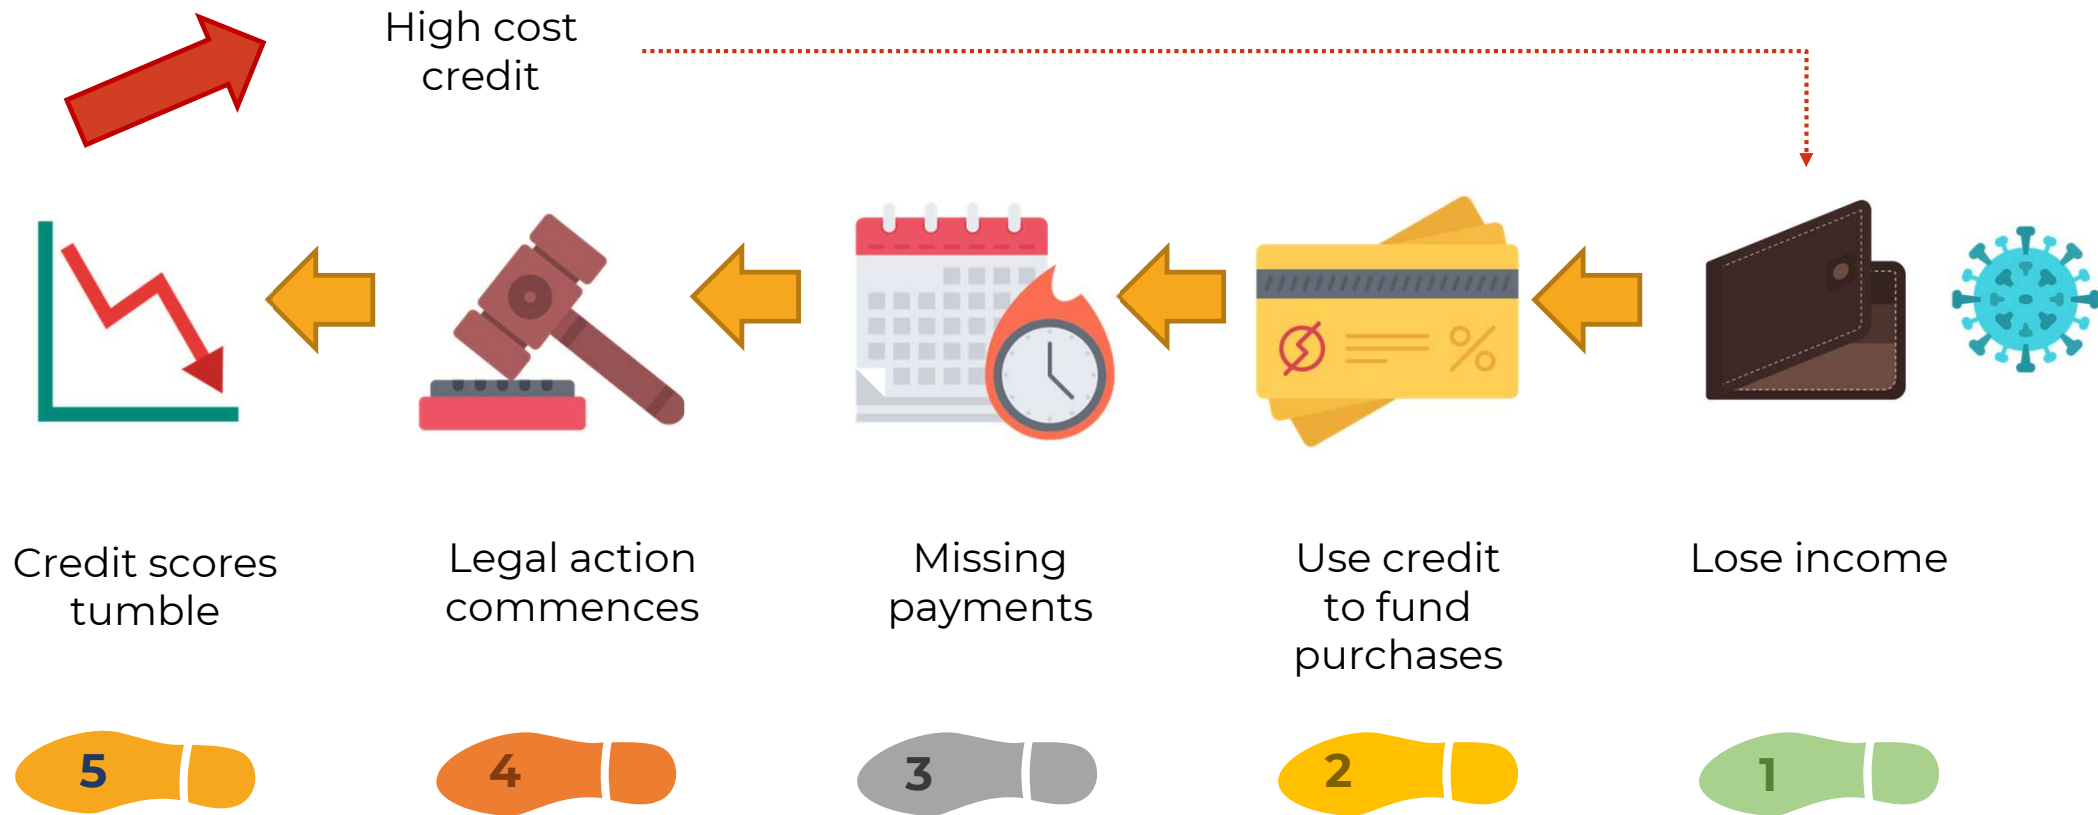 High cost
credit
Credit scores
tumble
Legal action
commences
Missing
payments
Use credit
to fund
purchases
Lose income
5
4
3
2
1